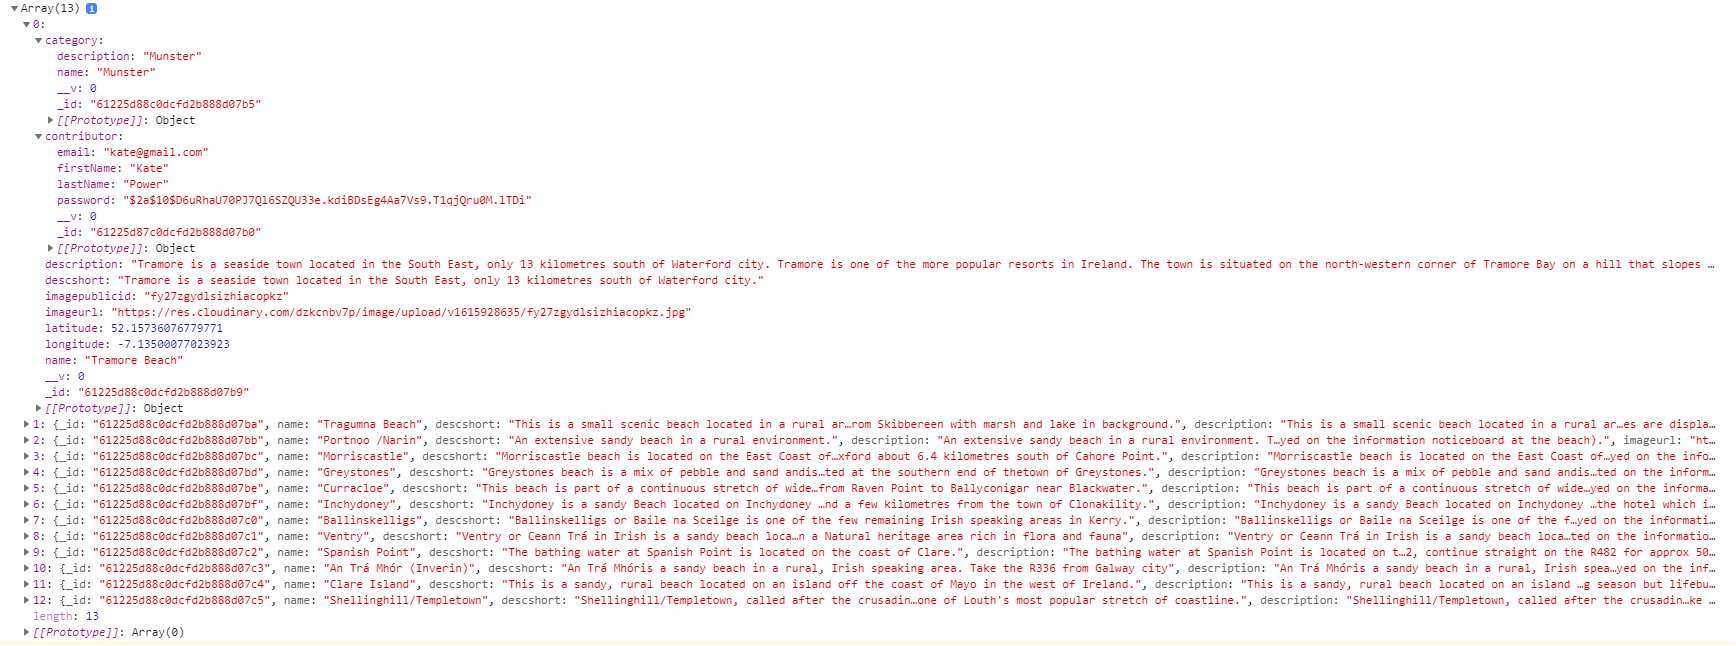 Array(13) i
0:
category:
description: "Munster"
name: "Munster"
__v: 0
_id: "61225d88c0dcfd2b888d07b5"
[[Prototype]]: Object
contributor:
email: "kate@gmail.com"
firstName: "Kate"
lastName: "Power"
password: "$2a$10$D6uRhaU70PJ7Ql6SZQU33e.kdiBDsEg4Aa7Vs9.T1qjQru0M.lTDi"
__v: 0
_id: "61225d87c0dcfd2b888d07b0"
[[Prototype]]: Object
description: "Tramore is a seaside town located in the South East, only 13 kilometres south of Waterford city. Tramore is one of the more popular resorts in Ireland. The town is situated on the north-western corner of Tramore Bay on a hill that slopes …
descshort: "Tramore is a seaside town located in the South East, only 13 kilometres south of Waterford city."
imagepublicid: "fy27zgydlsizhiacopkz"
imageurl: "https://res.cloudinary.com/dzkcnbv7p/image/upload/v1615928635/fy27zgydlsizhiacopkz.jpg"
latitude: 52.15736076779771
longitude: -7.13500077023923
name: "Tramore Beach"
__v: 0
_id: "61225d88c0dcfd2b888d07b9"
[[Prototype]]: Object
1: {_id: "61225d88c0dcfd2b888d07ba", name: "Tragumna Beach", descshort: "This is a small scenic beach located in a rural ar…rom Skibbereen with marsh and lake in background.", description: "This is a small scenic beach located in a rural ar…es are displa…
2: {_id: "61225d88c0dcfd2b888d07bb", name: "Portnoo /Narin", descshort: "An extensive sandy beach in a rural environment.", description: "An extensive sandy beach in a rural environment. T…yed on the information noticeboard at the beach).", imageurl: "ht…
3: {_id: "61225d88c0dcfd2b888d07bc", name: "Morriscastle", descshort: "Morriscastle beach is located on the East Coast of…xford about 6.4 kilometres south of Cahore Point.", description: "Morriscastle beach is located on the East Coast of…yed on the info…
4: {_id: "61225d88c0dcfd2b888d07bd", name: "Greystones", descshort: "Greystones beach is a mix of pebble and sand andis…ted at the southern end of thetown of Greystones.", description: "Greystones beach is a mix of pebble and sand andis…ted on the inform…
5: {_id: "61225d88c0dcfd2b888d07be", name: "Curracloe", descshort: "This beach is part of a continuous stretch of wide…from Raven Point to Ballyconigar near Blackwater.", description: "This beach is part of a continuous stretch of wide…yed on the informa…
6: {_id: "61225d88c0dcfd2b888d07bf", name: "Inchydoney", descshort: "Inchydoney is a sandy Beach located on Inchydoney …nd a few kilometres from the town of Clonakility.", description: "Inchydoney is a sandy Beach located on Inchydoney …the hotel which i…
7: {_id: "61225d88c0dcfd2b888d07c0", name: "Ballinskelligs", descshort: "Ballinskelligs or Baile na Sceilge is one of the few remaining Irish speaking areas in Kerry.", description: "Ballinskelligs or Baile na Sceilge is one of the f…yed on the informati…
8: {_id: "61225d88c0dcfd2b888d07c1", name: "Ventry", descshort: "Ventry or Ceann Trá in Irish is a sandy beach loca…n a Natural heritage area rich in flora and fauna", description: "Ventry or Ceann Trá in Irish is a sandy beach loca…ted on the informatio…
9: {_id: "61225d88c0dcfd2b888d07c2", name: "Spanish Point", descshort: "The bathing water at Spanish Point is located on the coast of Clare.", description: "The bathing water at Spanish Point is located on t…2, continue straight on the R482 for approx 50…
10: {_id: "61225d88c0dcfd2b888d07c3", name: "An Trá Mhór (Inverin)", descshort: "An Trá Mhóris a sandy beach in a rural, Irish speaking area. Take the R336 from Galway city", description: "An Trá Mhóris a sandy beach in a rural, Irish spea…yed on the inf…
11: {_id: "61225d88c0dcfd2b888d07c4", name: "Clare Island", descshort: "This is a sandy, rural beach located on an island off the coast of Mayo in the west of Ireland.", description: "This is a sandy, rural beach located on an island …g season but lifebu…
12: {_id: "61225d88c0dcfd2b888d07c5", name: "Shellinghill/Templetown", descshort: "Shellinghill/Templetown, called after the crusadin…one of Louth's most popular stretch of coastline.", description: "Shellinghill/Templetown, called after the crusadin…ke …
length: 13
[[Prototype]]: Array(0)